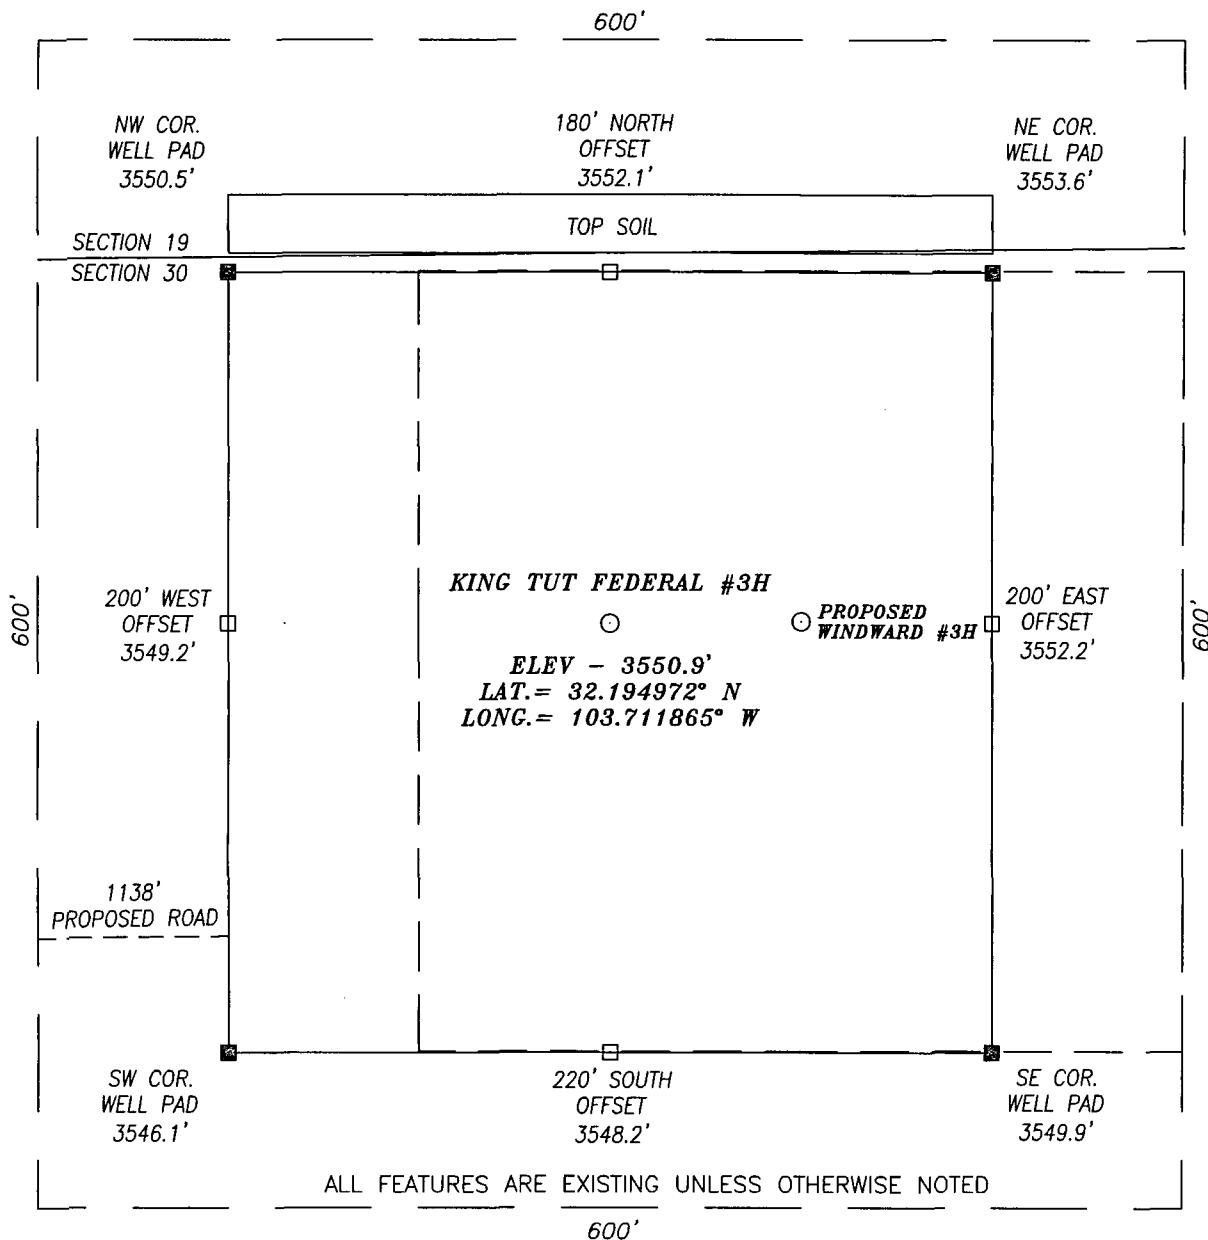 600'
NW COR.
WELL PAD
3550.5'
180' NORTH
OFFSET
3552.1'
NE COR.
WELL PAD
3553.6'
TOP SOIL
SECTION 19
SECTION 30
600'
200' WEST
OFFSET
3549.2'
KING TUT FEDERAL #3H
PROPOSED
WINDWARD #3H
200' EAST
OFFSET
3552.2'
600'
ELEV - 3550.9'
LAT.= 32.194972° N
LONG.= 103.711865° W
1138'
PROPOSED ROAD
SW COR.
WELL PAD
3546.1'
220' SOUTH
OFFSET
3548.2'
SE COR.
WELL PAD
3549.9'
ALL FEATURES ARE EXISTING UNLESS OTHERWISE NOTED
600'